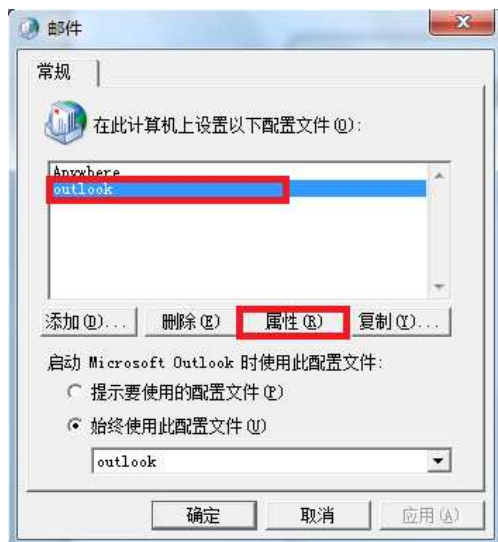 邮件
常规
在此计算机上设置以下配置文件(O):
Anywhere
outlook
添加(D)... 删除(E) 属性(R) 复制(Y)...
启动 Microsoft Outlook 时使用此配置文件:
提示要使用的配置文件(P)
始终使用此配置文件(U)
outlook
确定 取消 应用(A)